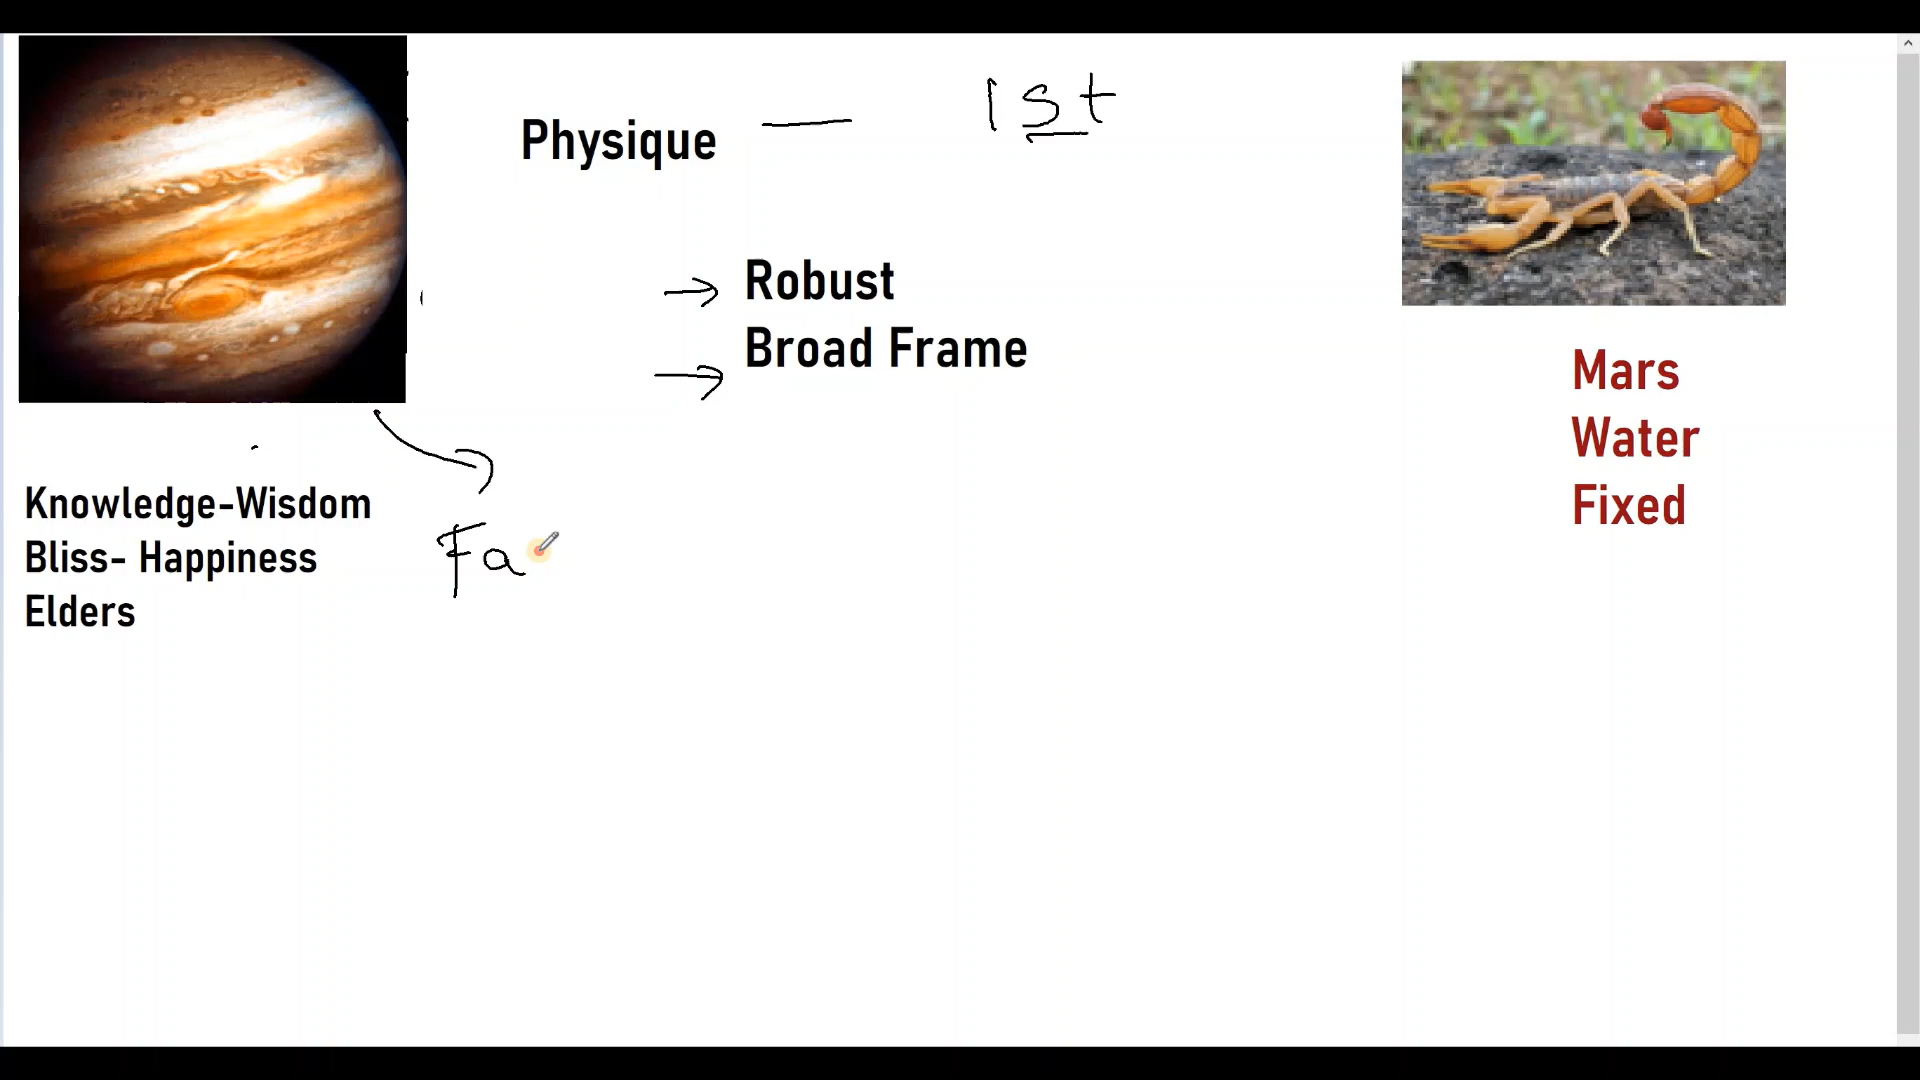 Physique — 1st
→ Robust
→ Broad Frame
Knowledge-Wisdom
Bliss- Happiness
Elders
Fa
Mars
Water
Fixed